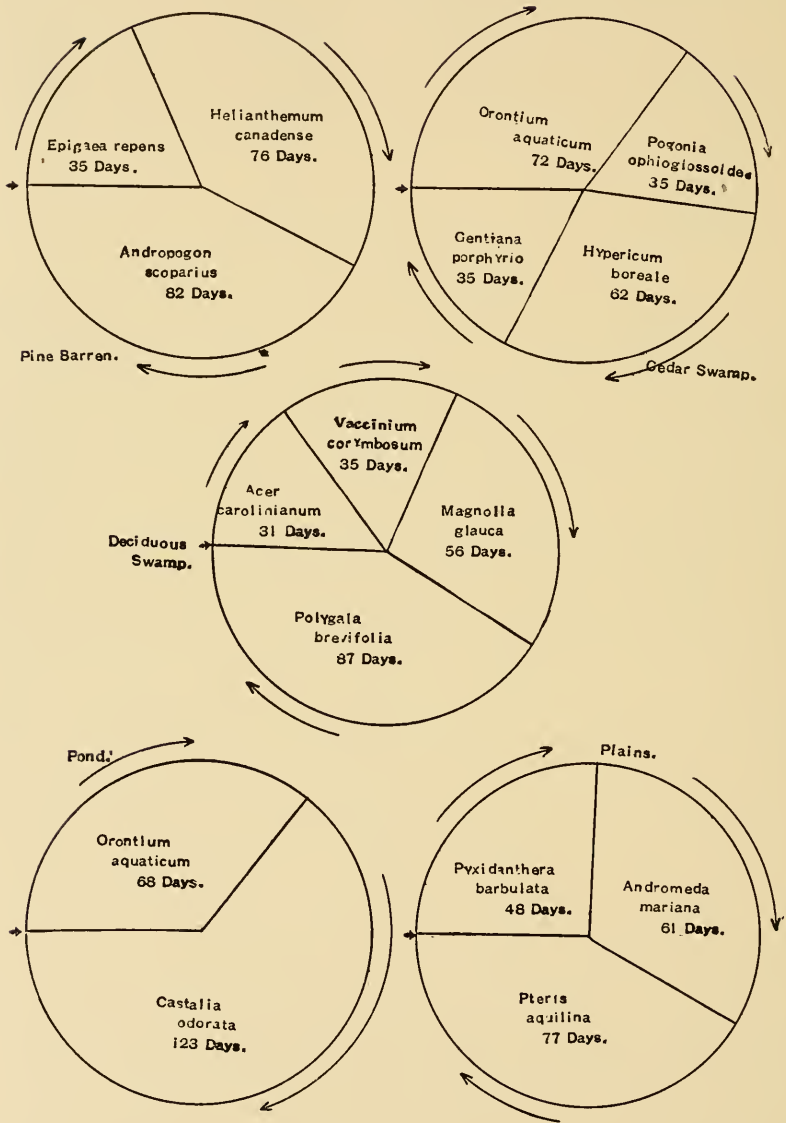 Epigaea repens
35 Days.
Helianthemum
canadense
76 Days.
Andropogon
scoparius
82 Days.
Pine Barren.
Orontium
aquaticum
72 Days.
Pogonia
ophioglossoides
35 Days.
Hypericum
boreale
62 Days.
Gentiana
porphyrio
35 Days.
Cedar Swamp.
Vaccinium
corymbosum
35 Days.
Acer
carolinianum
31 Days.
Magnolia
glauca
56 Days.
Deciduous
Swamp.
Polygala
brevifolia
87 Days.
Pond.
Orontium
aquaticum
68 Days.
Castalia
odorata
123 Days.
Plains.
Pyxidanthera
barbulata
48 Days.
Andromeda
mariana
61 Days.
Pteris
aquilina
77 Days.